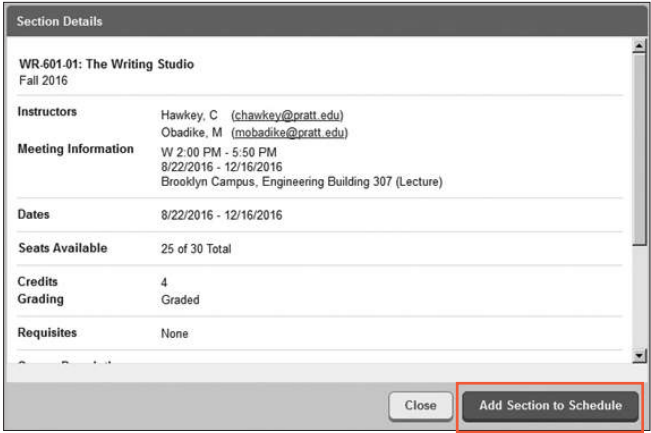 Section Details
WR-601-01: The Writing Studio
Fall 2016
Instructors
Hawkey, C (chawkey@pratt.edu)
Obadike, M (mobadike@pratt.edu)
Meeting Information
W 2:00 PM - 5:50 PM
8/22/2016 - 12/16/2016
Brooklyn Campus, Engineering Building 307 (Lecture)
Dates 8/22/2016 - 12/16/2016
Seats Available 25 of 30 Total
Credits 4
Grading Graded
Requisites None
Close Add Section to Schedule